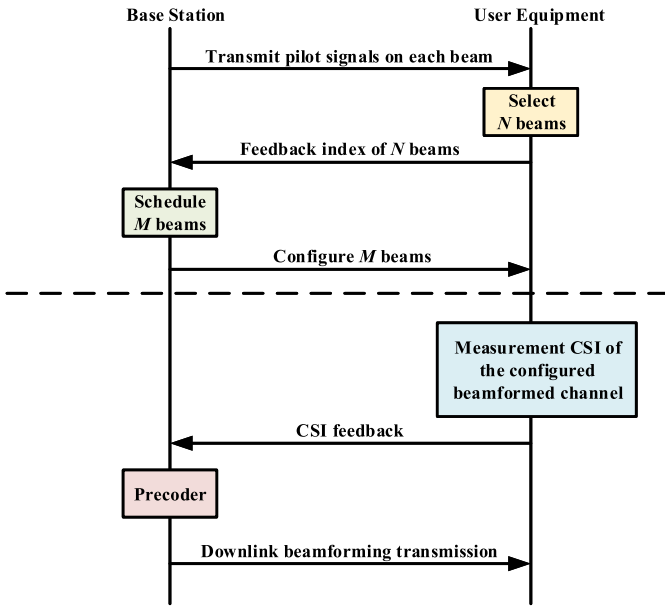 Base Station
User Equipment
Transmit pilot signals on each beam
Select
N beams
Feedback index of N beams
Schedule
M beams
Configure M beams
Measurement CSI of
the configured
beamformed channel
CSI feedback
Precoder
Downlink beamforming transmission